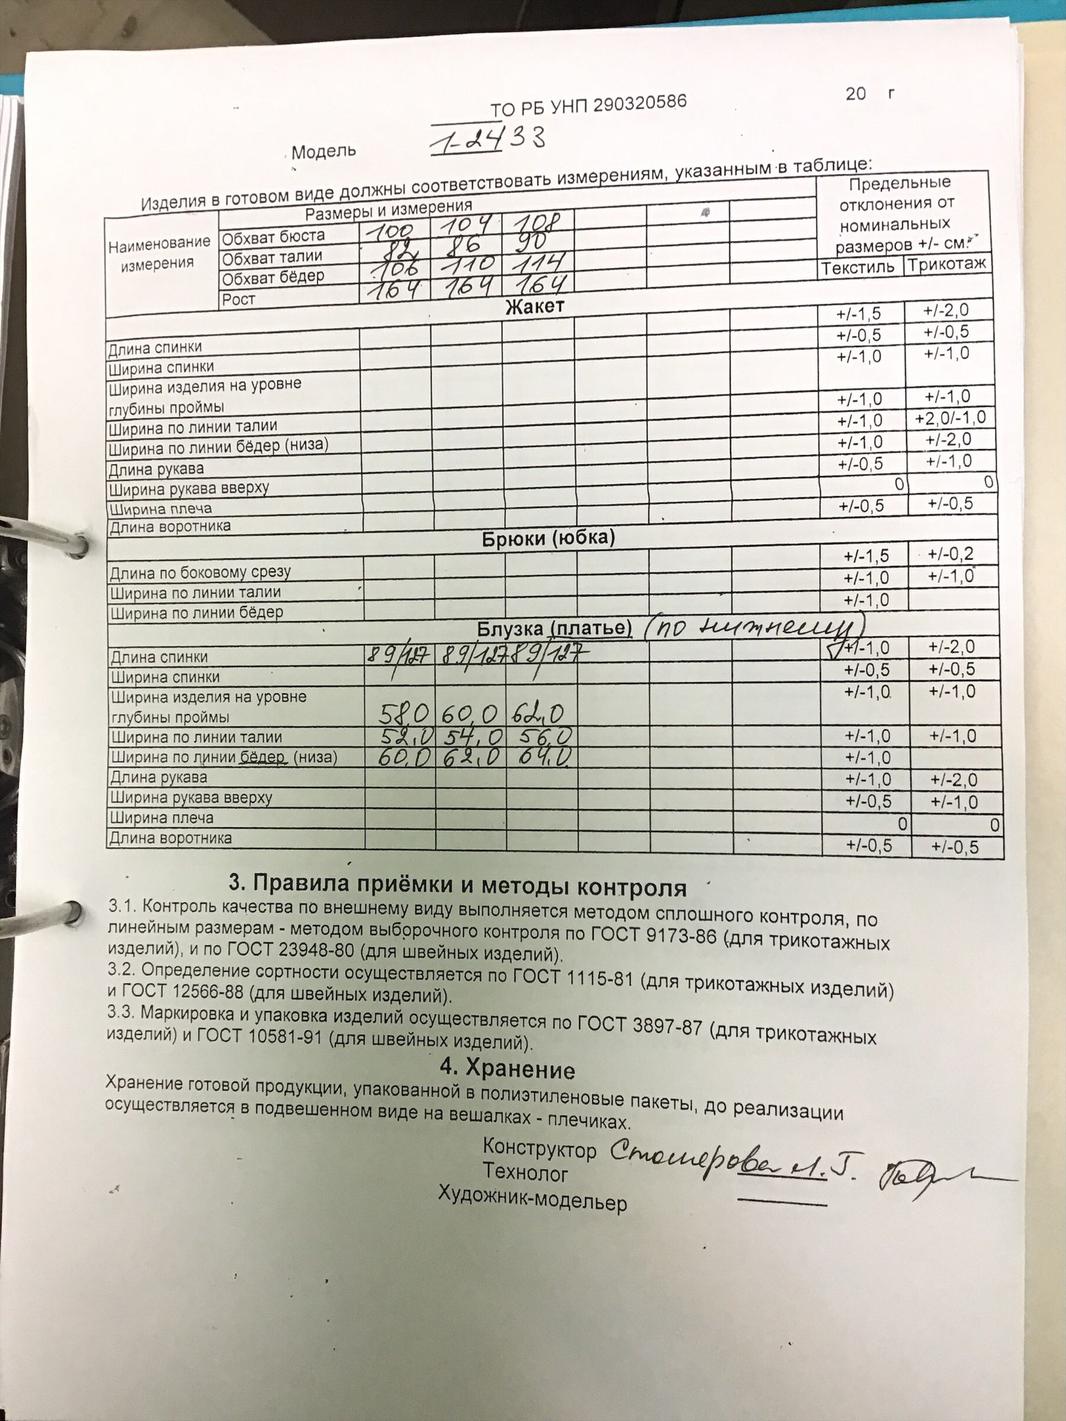 ТО РБ УНП 290320586 20 г
Модель 1-2433
Изделия в готовом виде должны соответствовать измерениям, указанным в таблице:
Наименование измерения Размеры и измерения Предельные отклонения от номинальных размеров +/- см.
Обхват бюста 100 104 108
Обхват талии 82 86 90
Обхват бёдер 106 110 114 Текстиль Трикотаж
Рост 164 164 164
Жакет
Длина спинки +/-1,5 +/-2,0
Ширина спинки +/-0,5 +/-0,5
Ширина изделия на уровне +/-1,0 +/-1,0
глубины проймы
Ширина по линии талии +/-1,0 +/-1,0
Ширина по линии бёдер (низа) +/-1,0 +2,0/-1,0
Длина рукава +/-1,0 +/-2,0
Ширина рукава вверху +/-0,5 +/-1,0
Ширина плеча 0 0
Длина воротника +/-0,5 +/-0,5
Брюки (юбка)
Длина по боковому срезу +/-1,5 +/-0,2
Ширина по линии талии +/-1,0 +/-1,0
Ширина по линии бёдер +/-1,0
Блузка (платье) (по нижнему)
Длина спинки 89/127 89/127 89/127 +/-1,0 +/-2,0
Ширина спинки +/-0,5 +/-0,5
Ширина изделия на уровне +/-1,0 +/-1,0
глубины проймы 58,0 60,0 62,0
Ширина по линии талии 52,0 54,0 56,0 +/-1,0 +/-1,0
Ширина по линии бёдер (низа) 60,0 62,0 64,0 +/-1,0
Длина рукава +/-1,0 +/-2,0
Ширина рукава вверху +/-0,5 +/-1,0
Ширина плеча 0 0
Длина воротника +/-0,5 +/-0,5
3. Правила приёмки и методы контроля
3.1. Контроль качества по внешнему виду выполняется методом сплошного контроля, по
линейным размерам - методом выборочного контроля по ГОСТ 9173-86 (для трикотажных
изделий), и по ГОСТ 23948-80 (для швейных изделий).
3.2. Определение сортности осуществляется по ГОСТ 1115-81 (для трикотажных изделий)
и ГОСТ 12566-88 (для швейных изделий).
3.3. Маркировка и упаковка изделий осуществляется по ГОСТ 3897-87 (для трикотажных
изделий) и ГОСТ 10581-91 (для швейных изделий).
4. Хранение
Хранение готовой продукции, упакованной в полиэтиленовые пакеты, до реализации
осуществляется в подвешенном виде на вешалках - плечиках.
Конструктор
Технолог
Художник-модельер